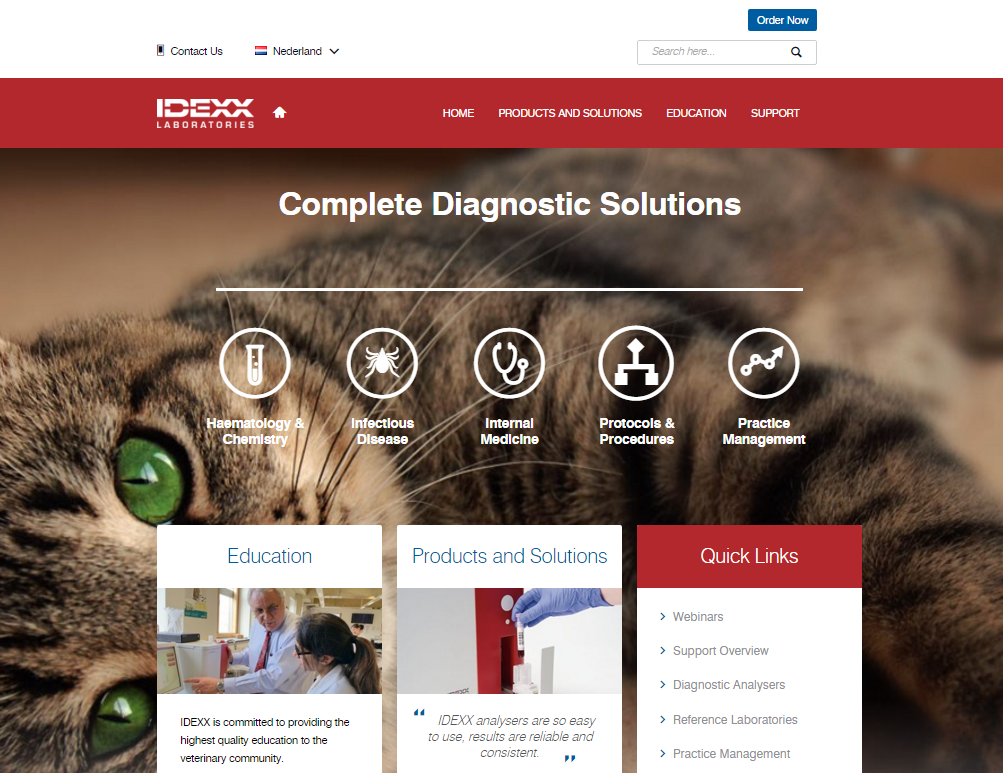 Order Now
Contact Us
Nederland
Search here...
IDEXX
LABORATORIES
HOME
PRODUCTS AND SOLUTIONS
EDUCATION
SUPPORT
Complete Diagnostic Solutions
Haematology &
Chemistry
Infectious
Disease
Internal
Medicine
Protocols &
Procedures
Practice
Management
Education
IDEXX is committed to providing the
highest quality education to the
veterinary community.
Products and Solutions
“ IDEXX analysers are so easy
to use, results are reliable and
consistent. ”
Quick Links
Webinars
Support Overview
Diagnostic Analysers
Reference Laboratories
Practice Management